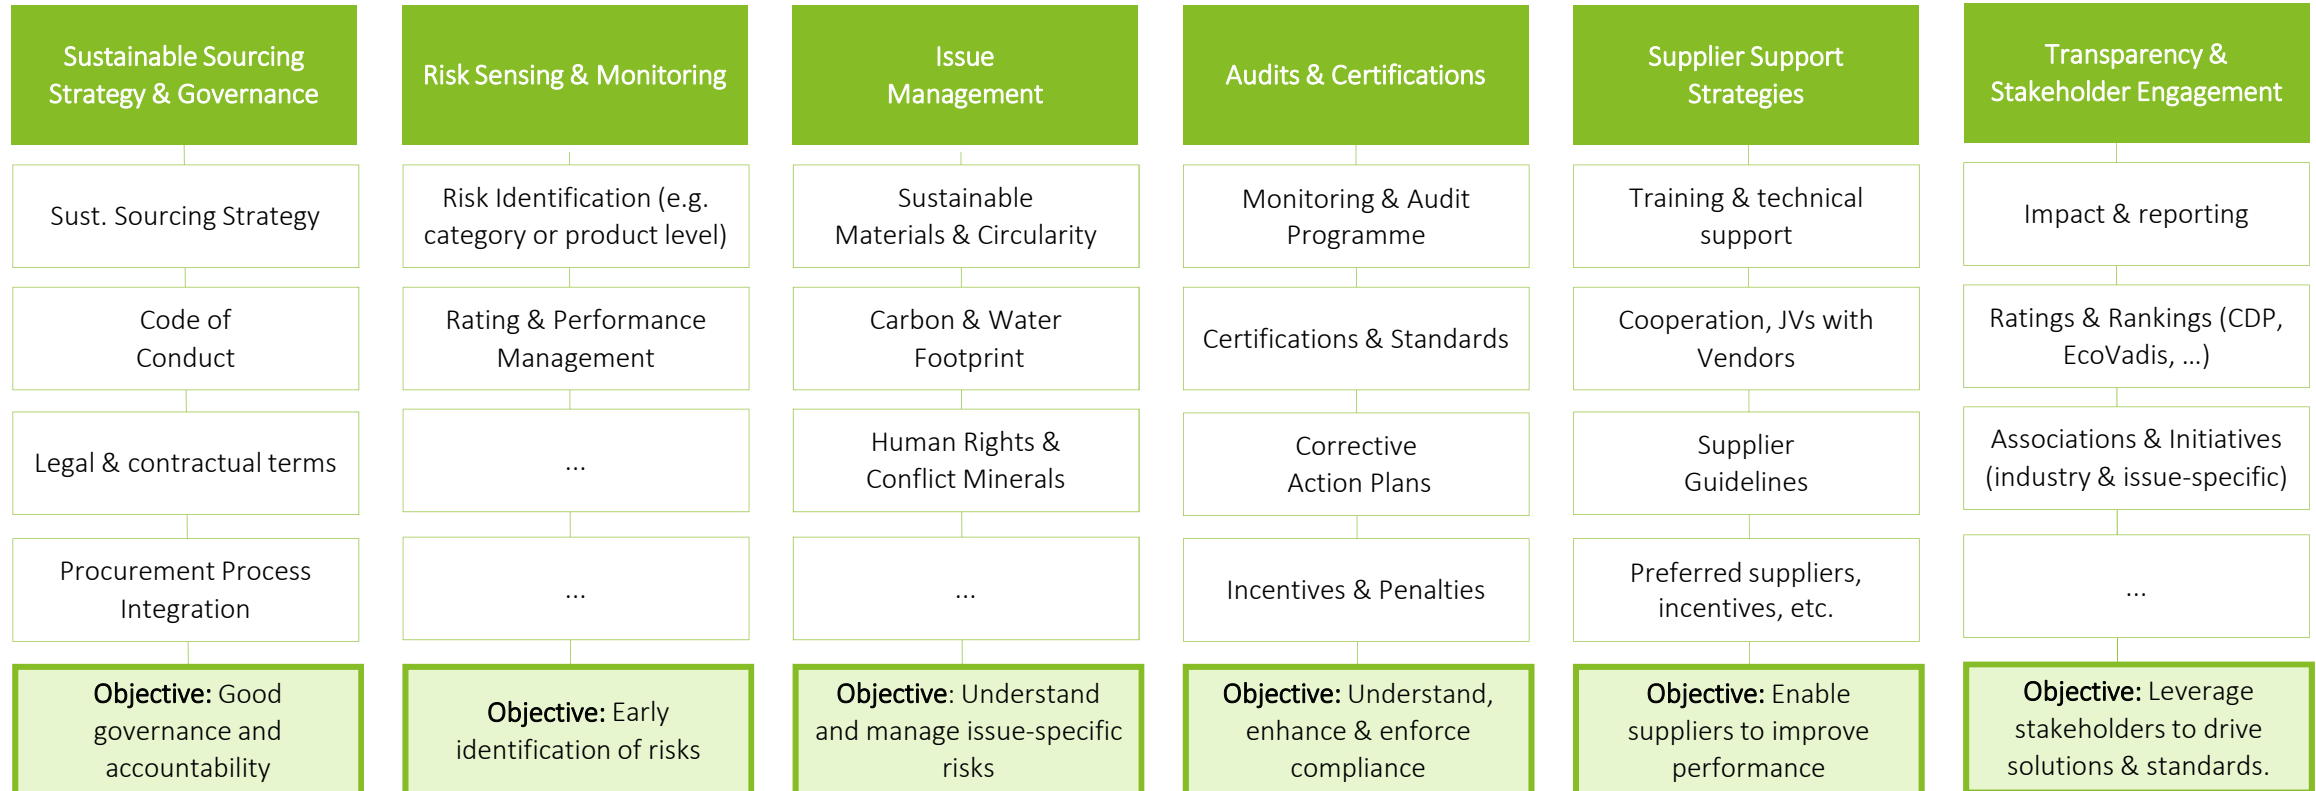 Sustainable Sourcing
Strategy & Governance
Sust. Sourcing Strategy
Code of
Conduct
Legal & contractual terms
Procurement Process
Integration
Objective: Good
governance and
accountability
Risk Sensing & Monitoring
Risk Identification (e.g.
category or product level)
Rating & Performance
Management
...
...
Objective: Early
identification of risks
Issue
Management
Sustainable
Materials & Circularity
Carbon & Water
Footprint
Human Rights &
Conflict Minerals
...
Objective: Understand
and manage issue-specific
risks
Audits & Certifications
Monitoring & Audit
Programme
Certifications & Standards
Corrective
Action Plans
Incentives & Penalties
Objective: Understand,
enhance & enforce
compliance
Supplier Support
Strategies
Training & technical
support
Cooperation, JVs with
Vendors
Supplier
Guidelines
Preferred suppliers,
incentives, etc.
Objective: Enable
suppliers to improve
performance
Transparency &
Stakeholder Engagement
Impact & reporting
Ratings & Rankings (CDP,
EcoVadis, ...)
Associations & Initiatives
(industry & issue-specific)
...
Objective: Leverage
stakeholders to drive
solutions & standards.